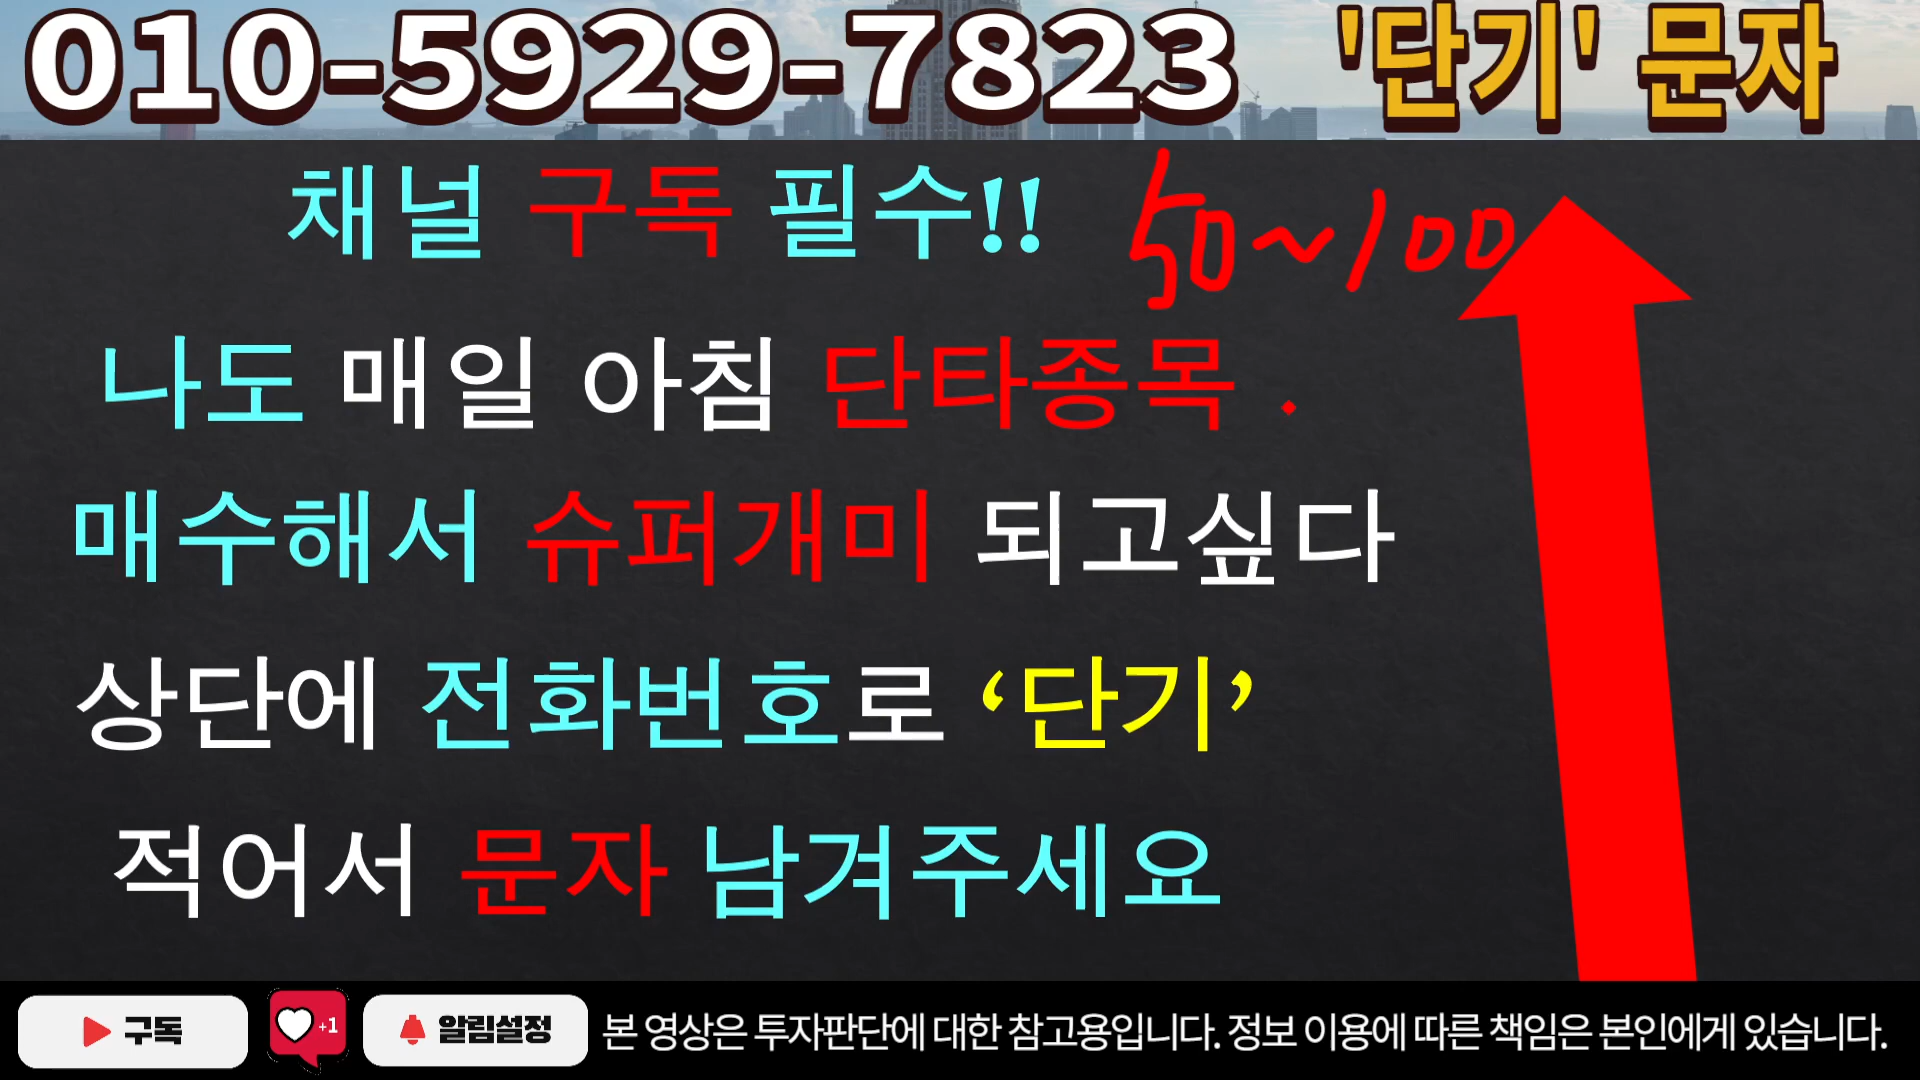 010-5929-7823 '단기' 문자
채널 구독 필수!! 50~100
나도 매일 아침 단타종목 .
매수해서 슈퍼개미 되고싶다
상단에 전화번호로 ‘단기’
적어서 문자 남겨주세요
구독 +1 알림설정 본 영상은 투자판단에 대한 참고용입니다. 정보 이용에 따른 책임은 본인에게 있습니다.